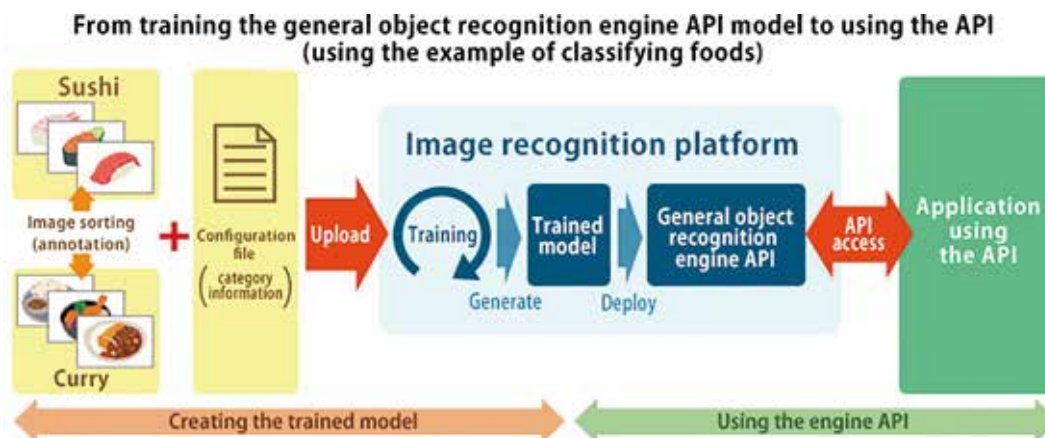 From training the general object recognition engine API model to using the API
(using the example of classifying foods)
Sushi
Image sorting
(annotation)
Curry
+
Configuration
file
(category
information)
Upload
Image recognition platform
Training
Generate
Trained
model
Deploy
General object
recognition
engine API
API
access
Application
using
the API
Creating the trained model
Using the engine API